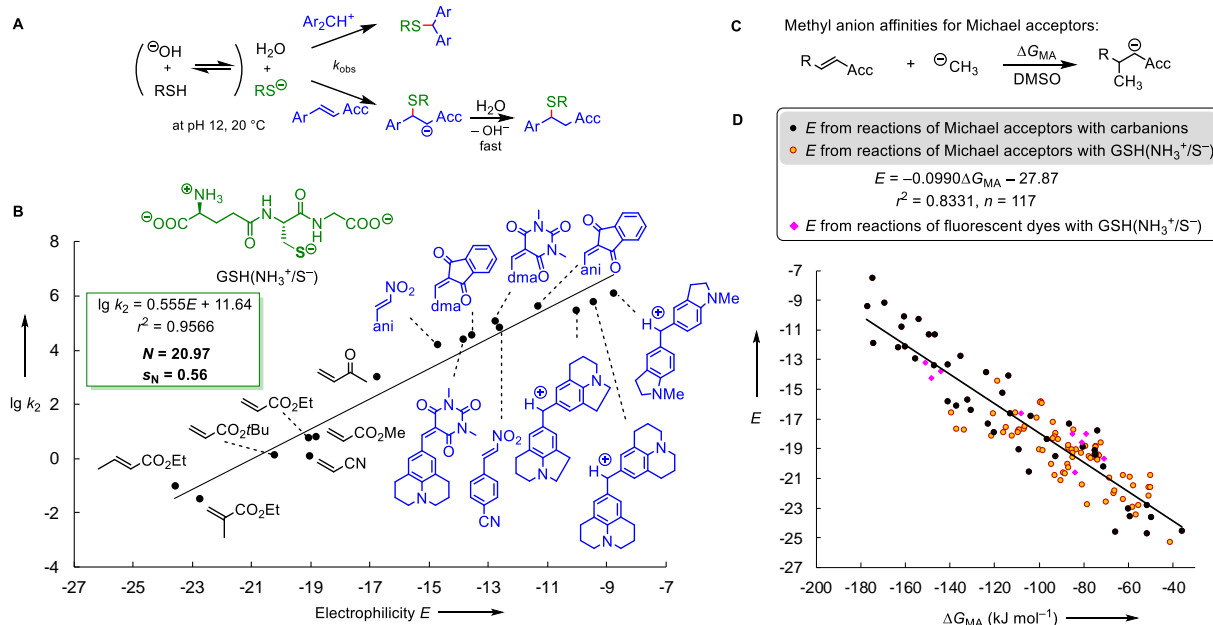 A
Ar2CH+
RS
Ar
Ar
⊖OH
+
RSH
H2O
+
RS⊖
kobs
at pH 12, 20 °C
Ar
Acc
SR
Ar
⊖
Acc
H2O
– OH–
fast
SR
Ar
Acc
C
Methyl anion affinities for Michael acceptors:
R
Acc
+
⊖CH3
ΔGMA
DMSO
R
CH3
⊖
Acc
D
E from reactions of Michael acceptors with carbanions
E from reactions of Michael acceptors with GSH(NH3+/S–)
E = –0.0990ΔGMA – 27.87
r2 = 0.8331, n = 117
E from reactions of fluorescent dyes with GSH(NH3+/S–)
B
⊕
NH3
⊖OOC
O
N
H
O
H
N
COO⊖
S⊖
GSH(NH3+/S–)
lg k2 = 0.555E + 11.64
r2 = 0.9566
N = 20.97
sN = 0.56
lg k2
8
6
4
2
0
-2
-4
-27
-25
-23
-21
-19
-17
-15
-13
-11
-9
-7
-5
Electrophilicity E
CO2Et
CO2Et
CO2tBu
CO2Et
CO2Me
CN
O
NO2
ani
O
dma
O
O
N
O
N
dma
O
O
ani
O
N
O
O
N
N
O
N
NO2
CN
H
⊕
N
N
H
⊕
N
N
H
⊕
NMe
NMe
E
-7
-9
-11
-13
-15
-17
-19
-21
-23
-25
-27
-200
-180
-160
-140
-120
-100
-80
-60
-40
ΔGMA (kJ mol–1)